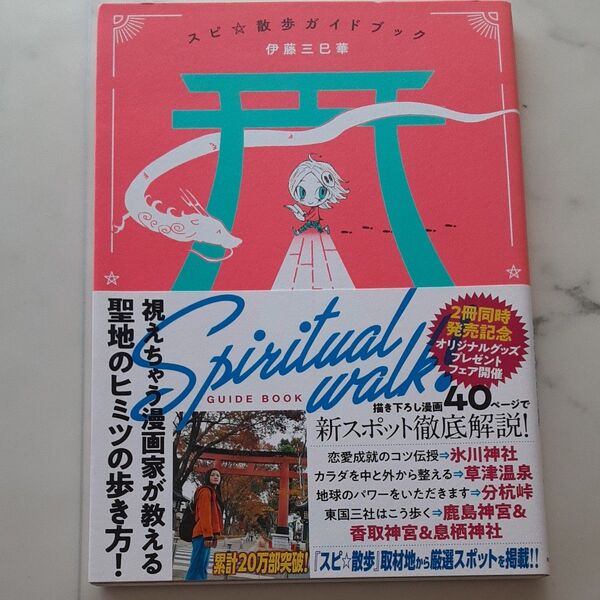 スピ☆散歩ガイドブック
伊藤三巳華
Spiritual
walk!
GUIDE BOOK
視えちゃう漫画家が教える
聖地のヒミツの歩き方!
2冊同時
発売記念
オリジナルグッズ
プレゼント
フェア開催
描き下ろし漫画40ページで
新スポット徹底解説!
恋愛成就のコツ伝授⇒氷川神社
カラダを中と外から整える⇒草津温泉
地球のパワーをいただきます⇒分杭峠
東国三社はこう歩く⇒鹿島神宮&
香取神宮&息栖神社
累計20万部突破!
『スピ☆散歩』取材地から厳選スポットを掲載!!